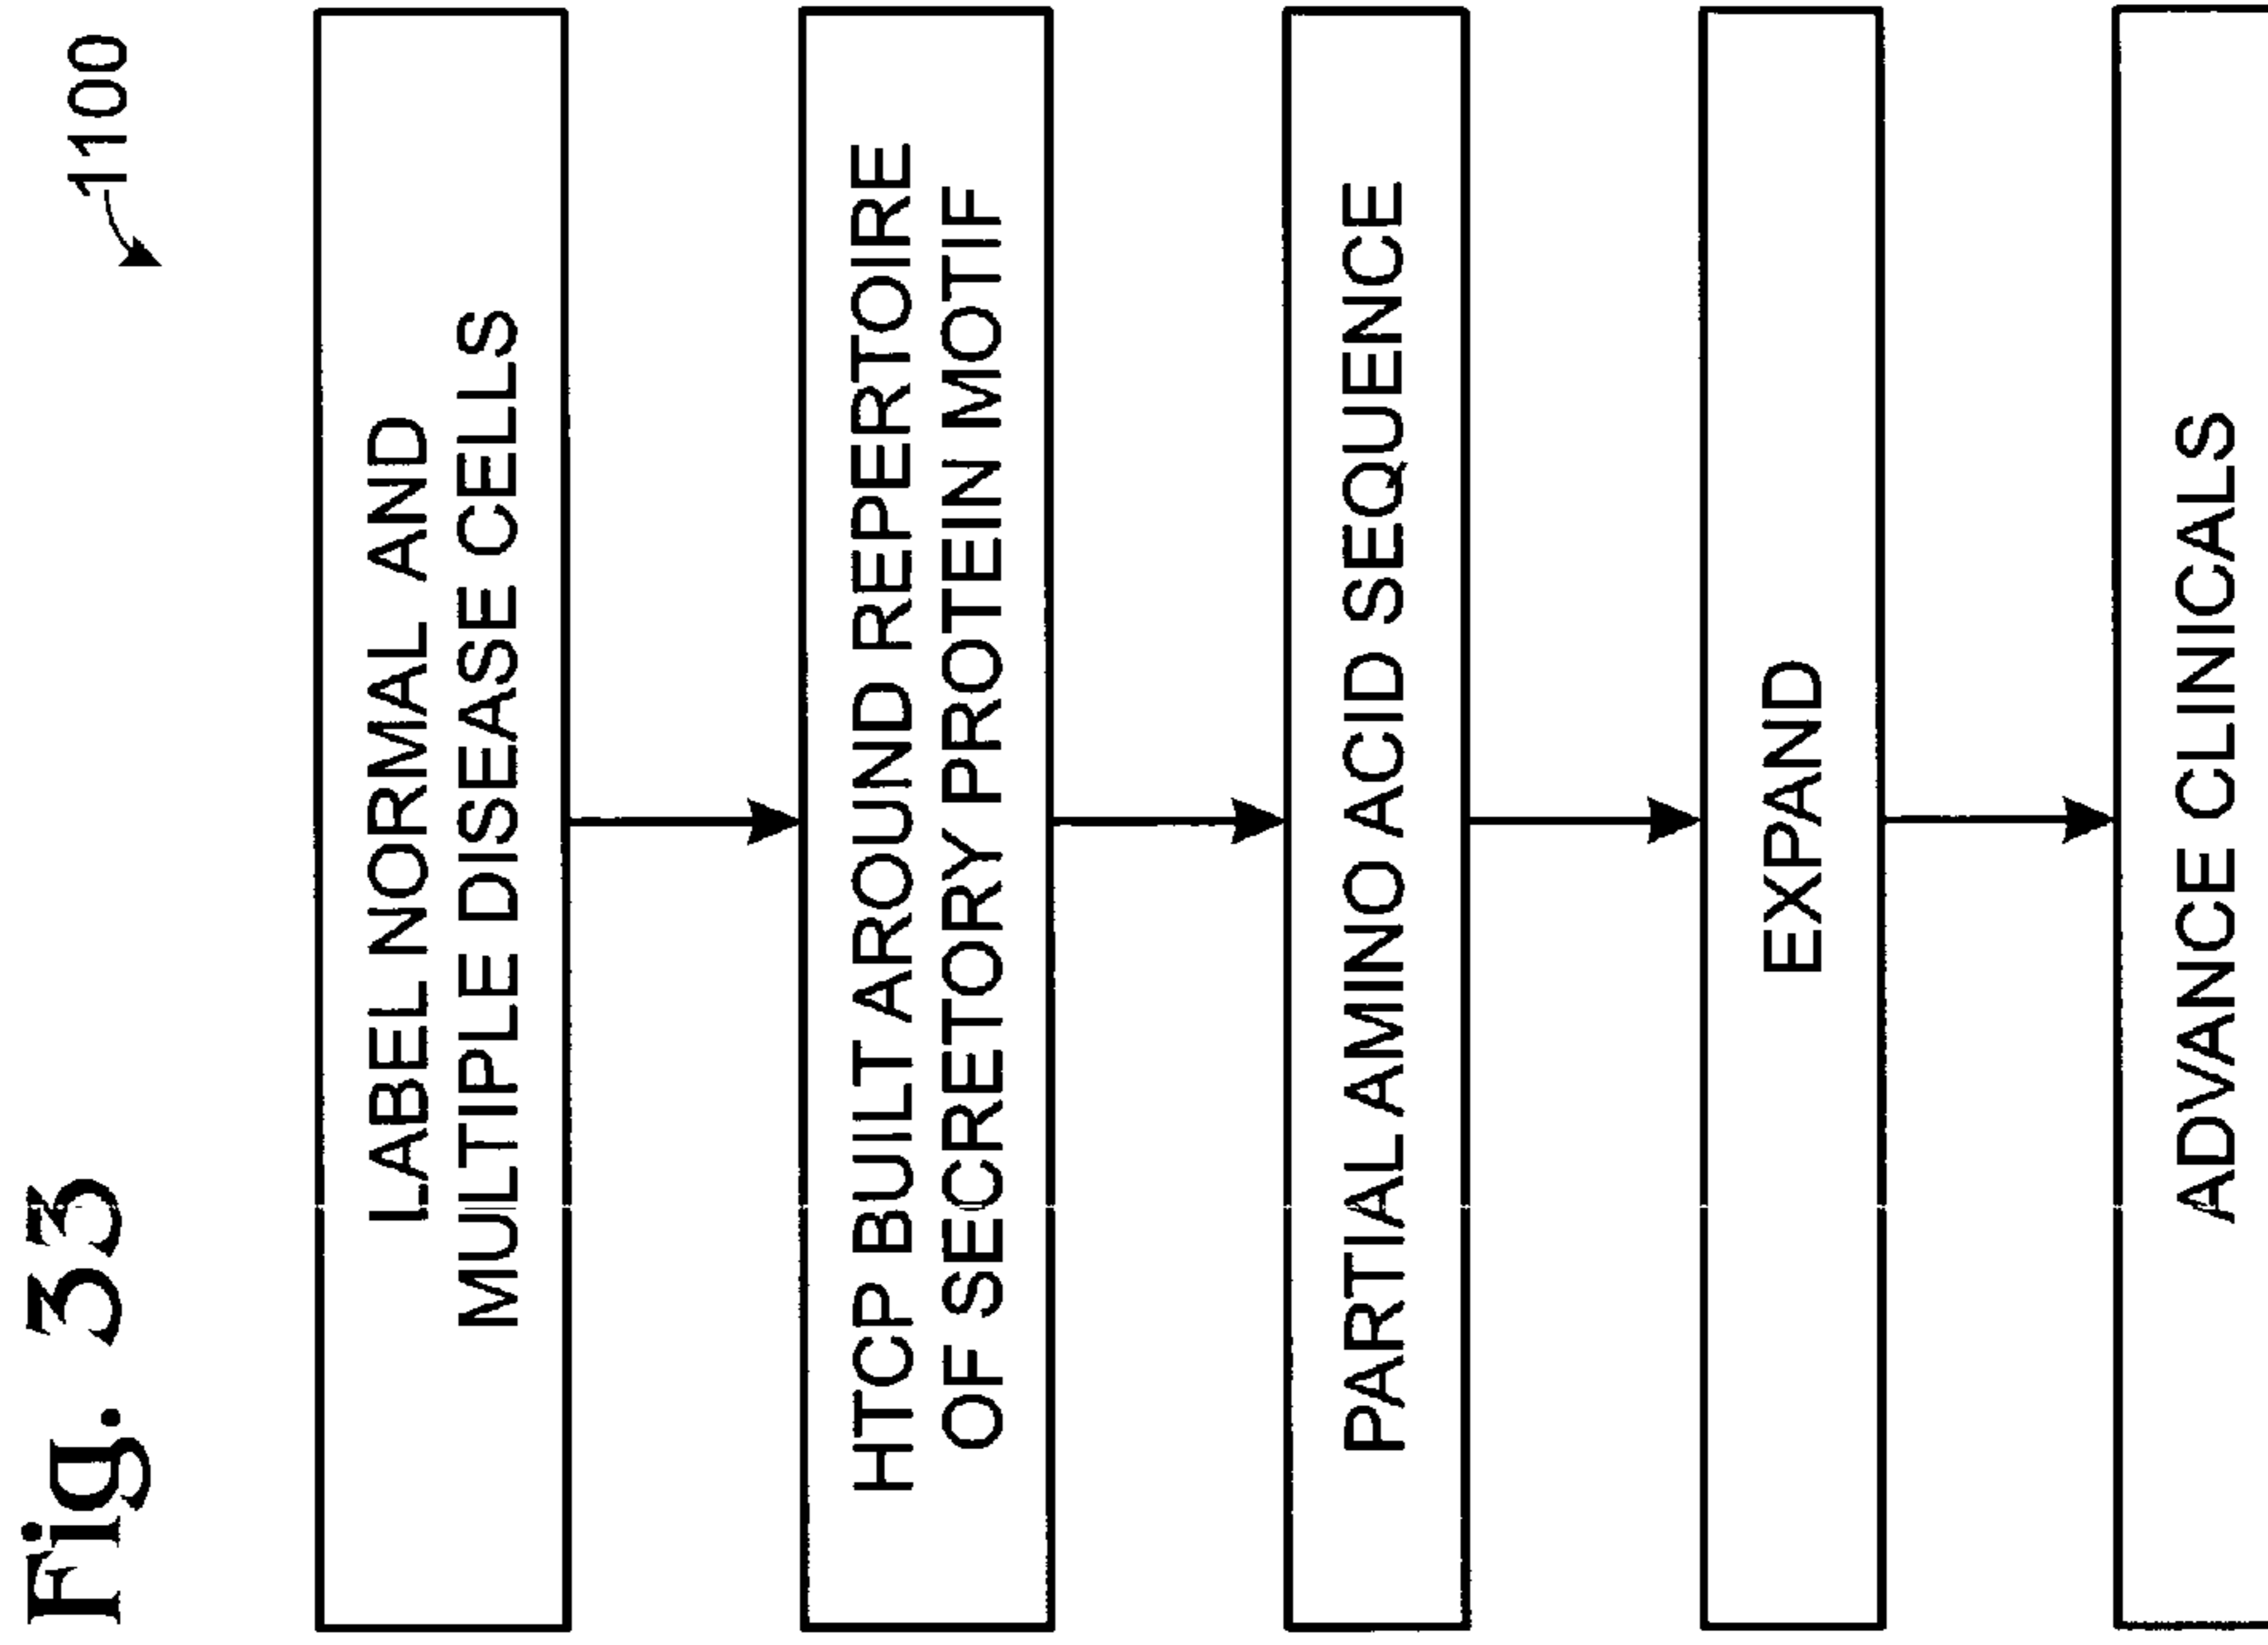 Fig. 33
1100
LABEL NORMAL AND
MULTIPLE DISEASE CELLS
HTCP BUILT AROUND REPERTOIRE
OF SECRETORY PROTEIN MOTIF
PARTIAL AMINO ACID SEQUENCE
EXPAND
ADVANCE CLINICALS